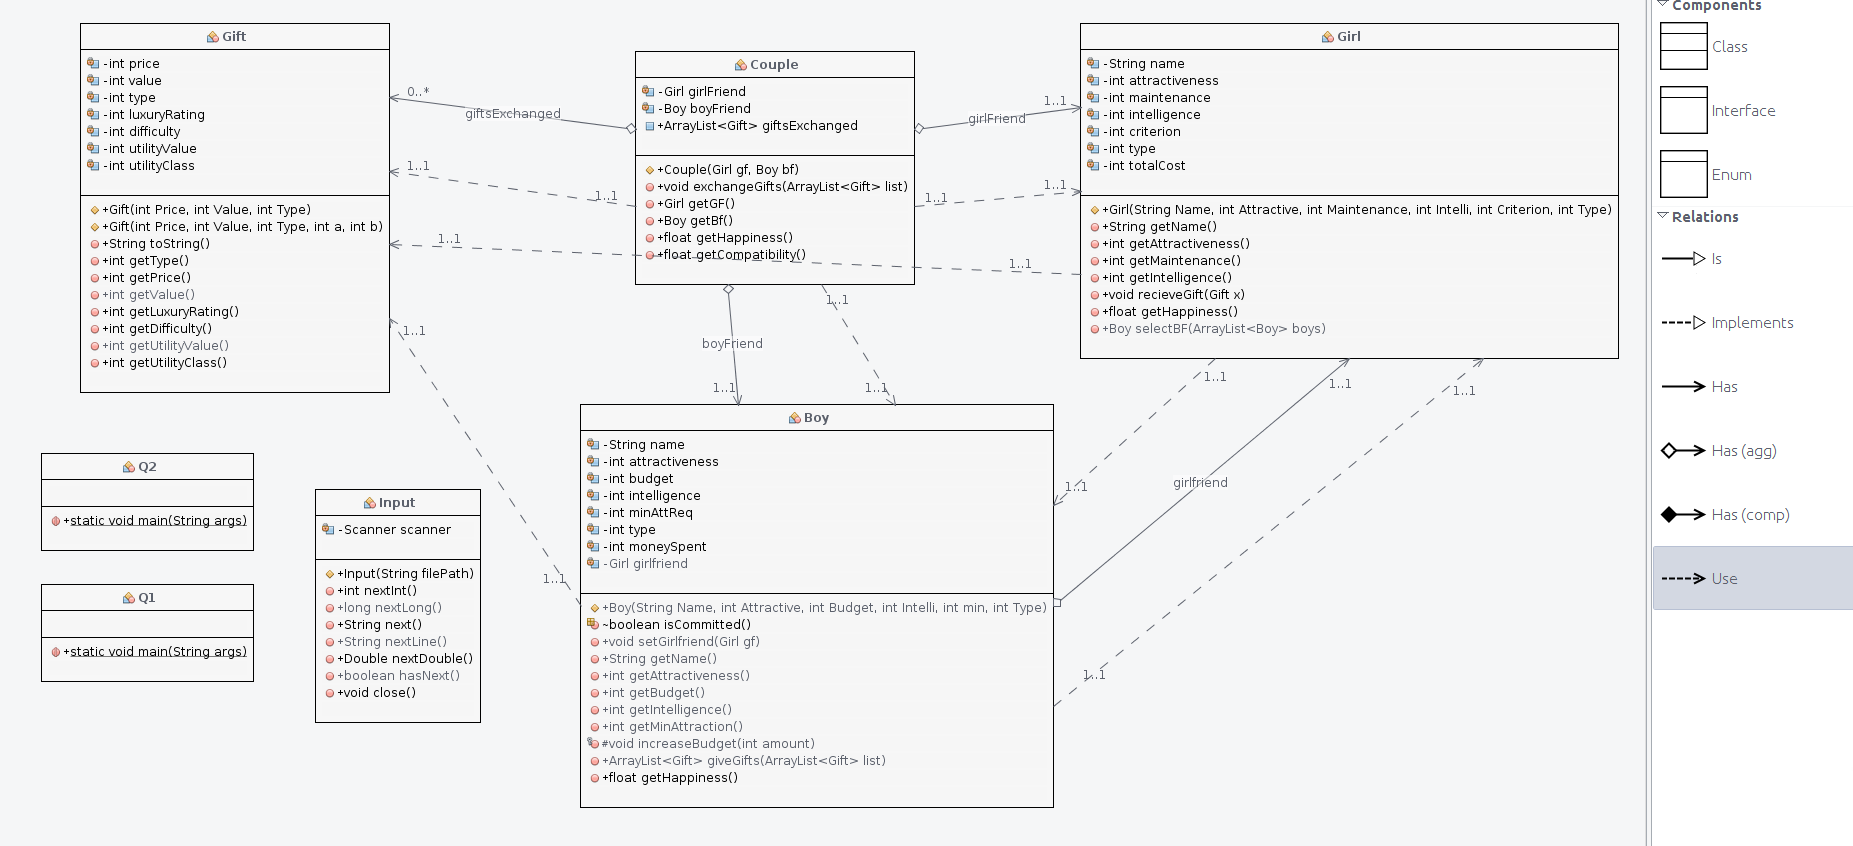 Gift
-int price
-int value
-int type
-int luxuryRating
-int difficulty
-int utilityValue
-int utilityClass
+Gift(int Price, int Value, int Type)
+Gift(int Price, int Value, int Type, int a, int b)
+String toString()
+int getType()
+int getPrice()
+int getValue()
+int getLuxuryRating()
+int getDifficulty()
+int getUtilityValue()
+int getUtilityClass()
0..*
giftsExchanged
1..1
1..1
1..1
1..1
1..1
1..1
Couple
-Girl girlFriend
-Boy boyFriend
+ArrayList<Gift> giftsExchanged
+Couple(Girl gf, Boy bf)
+void exchangeGifts(ArrayList<Gift> list)
+Girl getGF()
+Boy getBf()
+float getHappiness()
+float getCompatibility()
1..1
girlFriend
1..1
1..1
Girl
-String name
-int attractiveness
-int maintenance
-int intelligence
-int criterion
-int type
-int totalCost
+Girl(String Name, int Attractive, int Maintenance, int Intelli, int Criterion, int Type)
+String getName()
+int getAttractiveness()
+int getMaintenance()
+int getIntelligence()
+void recieveGift(Gift x)
+float getHappiness()
+Boy selectBF(ArrayList<Boy> boys)
boyFriend
1..1
1..1
1..1
1..1
1..1
girlfriend
1..1
1..1
1..1
Boy
-String name
-int attractiveness
-int budget
-int intelligence
-int minAttReq
-int type
-int moneySpent
-Girl girlfriend
+Boy(String Name, int Attractive, int Budget, int Intelli, int min, int Type)
~boolean isCommitted()
+void setGirlfriend(Girl gf)
+String getName()
+int getAttractiveness()
+int getBudget()
+int getIntelligence()
+int getMinAttraction()
#void increaseBudget(int amount)
+ArrayList<Gift> giveGifts(ArrayList<Gift> list)
+float getHappiness()
Q2
+static void main(String args)
Q1
+static void main(String args)
Input
-Scanner scanner
+Input(String filePath)
+int nextInt()
+long nextLong()
+String next()
+String nextLine()
+Double nextDouble()
+boolean hasNext()
+void close()
Components
Class
Interface
Enum
Relations
Is
Implements
Has
Has (agg)
Has (comp)
Use